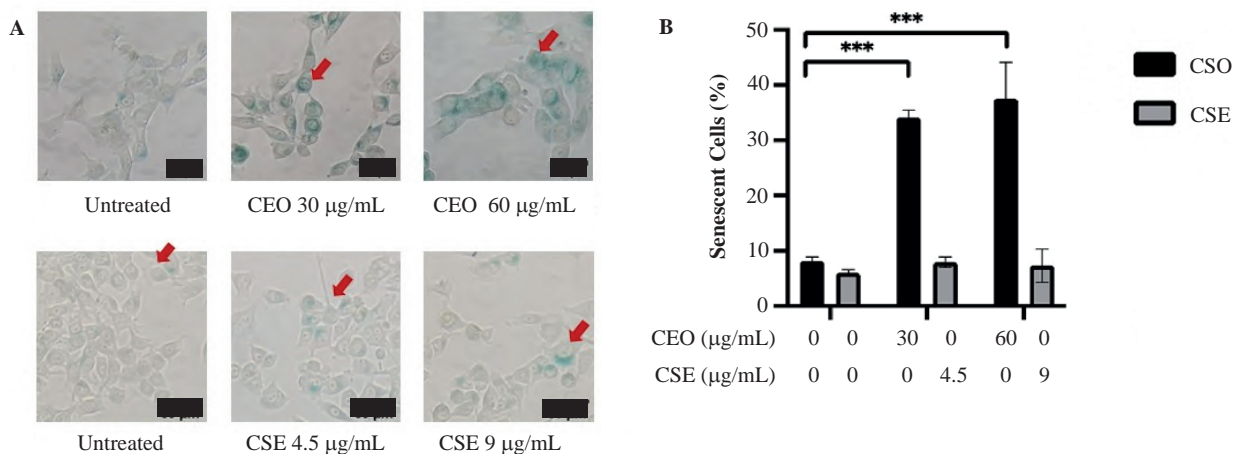 A
Untreated
CEO 30 μg/mL
CEO 60 μg/mL
Untreated
CSE 4.5 μg/mL
CSE 9 μg/mL
B
Senescent Cells (%)
50
40
30
20
10
0
***
***
CSO
CSE
CEO (μg/mL) 0 0 30 0 60 0
CSE (μg/mL) 0 0 0 4.5 0 9